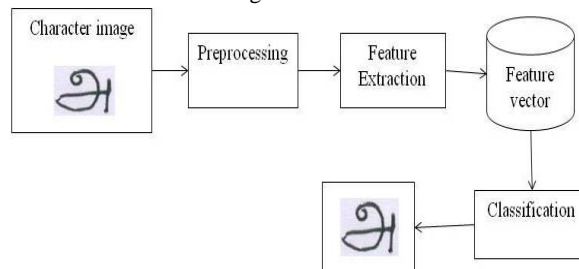 Character image
அ
Preprocessing
Feature
Extraction
Feature
vector
Classification
அ